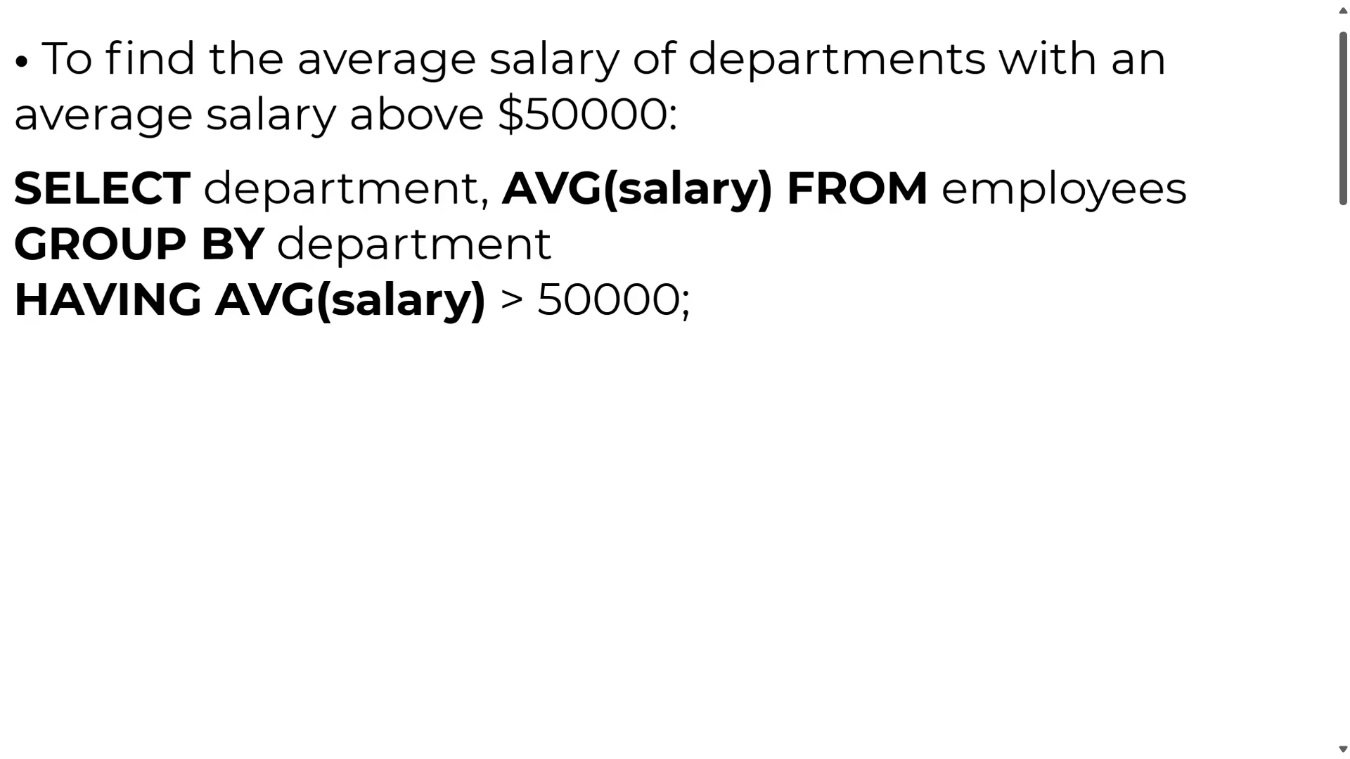 • To find the average salary of departments with an
average salary above $50000:
SELECT department, AVG(salary) FROM employees
GROUP BY department
HAVING AVG(salary) > 50000;